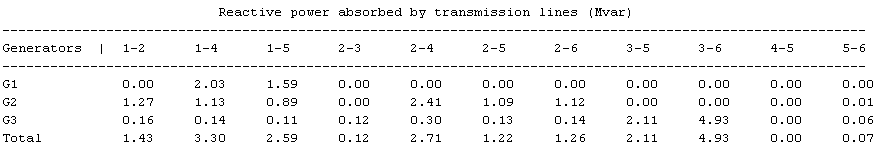 Reactive power absorbed by transmission lines (Mvar)
Generators | 1-2 1-4 1-5 2-3 2-4 2-5 2-6 3-5 3-6 4-5 5-6
G1 0.00 2.03 1.59 0.00 0.00 0.00 0.00 0.00 0.00 0.00 0.00
G2 1.27 1.13 0.89 0.00 2.41 1.09 1.12 0.00 0.00 0.00 0.01
G3 0.16 0.14 0.11 0.12 0.30 0.13 0.14 2.11 4.93 0.00 0.06
Total 1.43 3.30 2.59 0.12 2.71 1.22 1.26 2.11 4.93 0.00 0.07